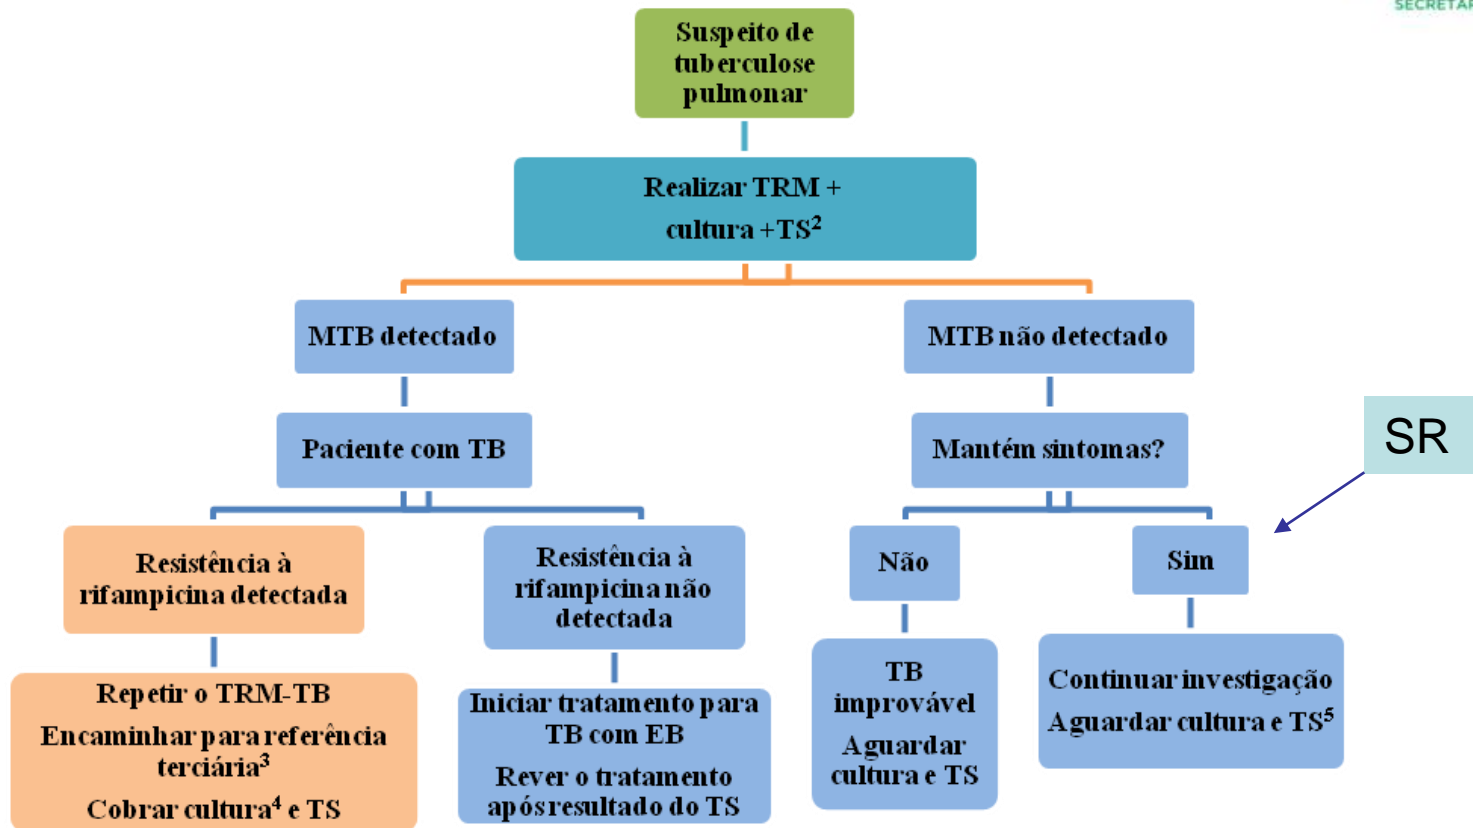 SECRETAR
Suspeito de
tuberculose
pulmonar
Realizar TRM +
cultura +TS²
MTB detectado
MTB não detectado
Paciente com TB
Mantém sintomas?
SR
Resistência à
rifampicina detectada
Resistência à
rifampicina não
detectada
Não
Sim
Repetir o TRM-TB
Encaminhar para referência
terciária³
Cobrar cultura⁴ e TS
Iniciar tratamento para
TB com EB
Rever o tratamento
após resultado do TS
TB
improvável
Aguardar
cultura e TS
Continuar investigação
Aguardar cultura e TS⁵